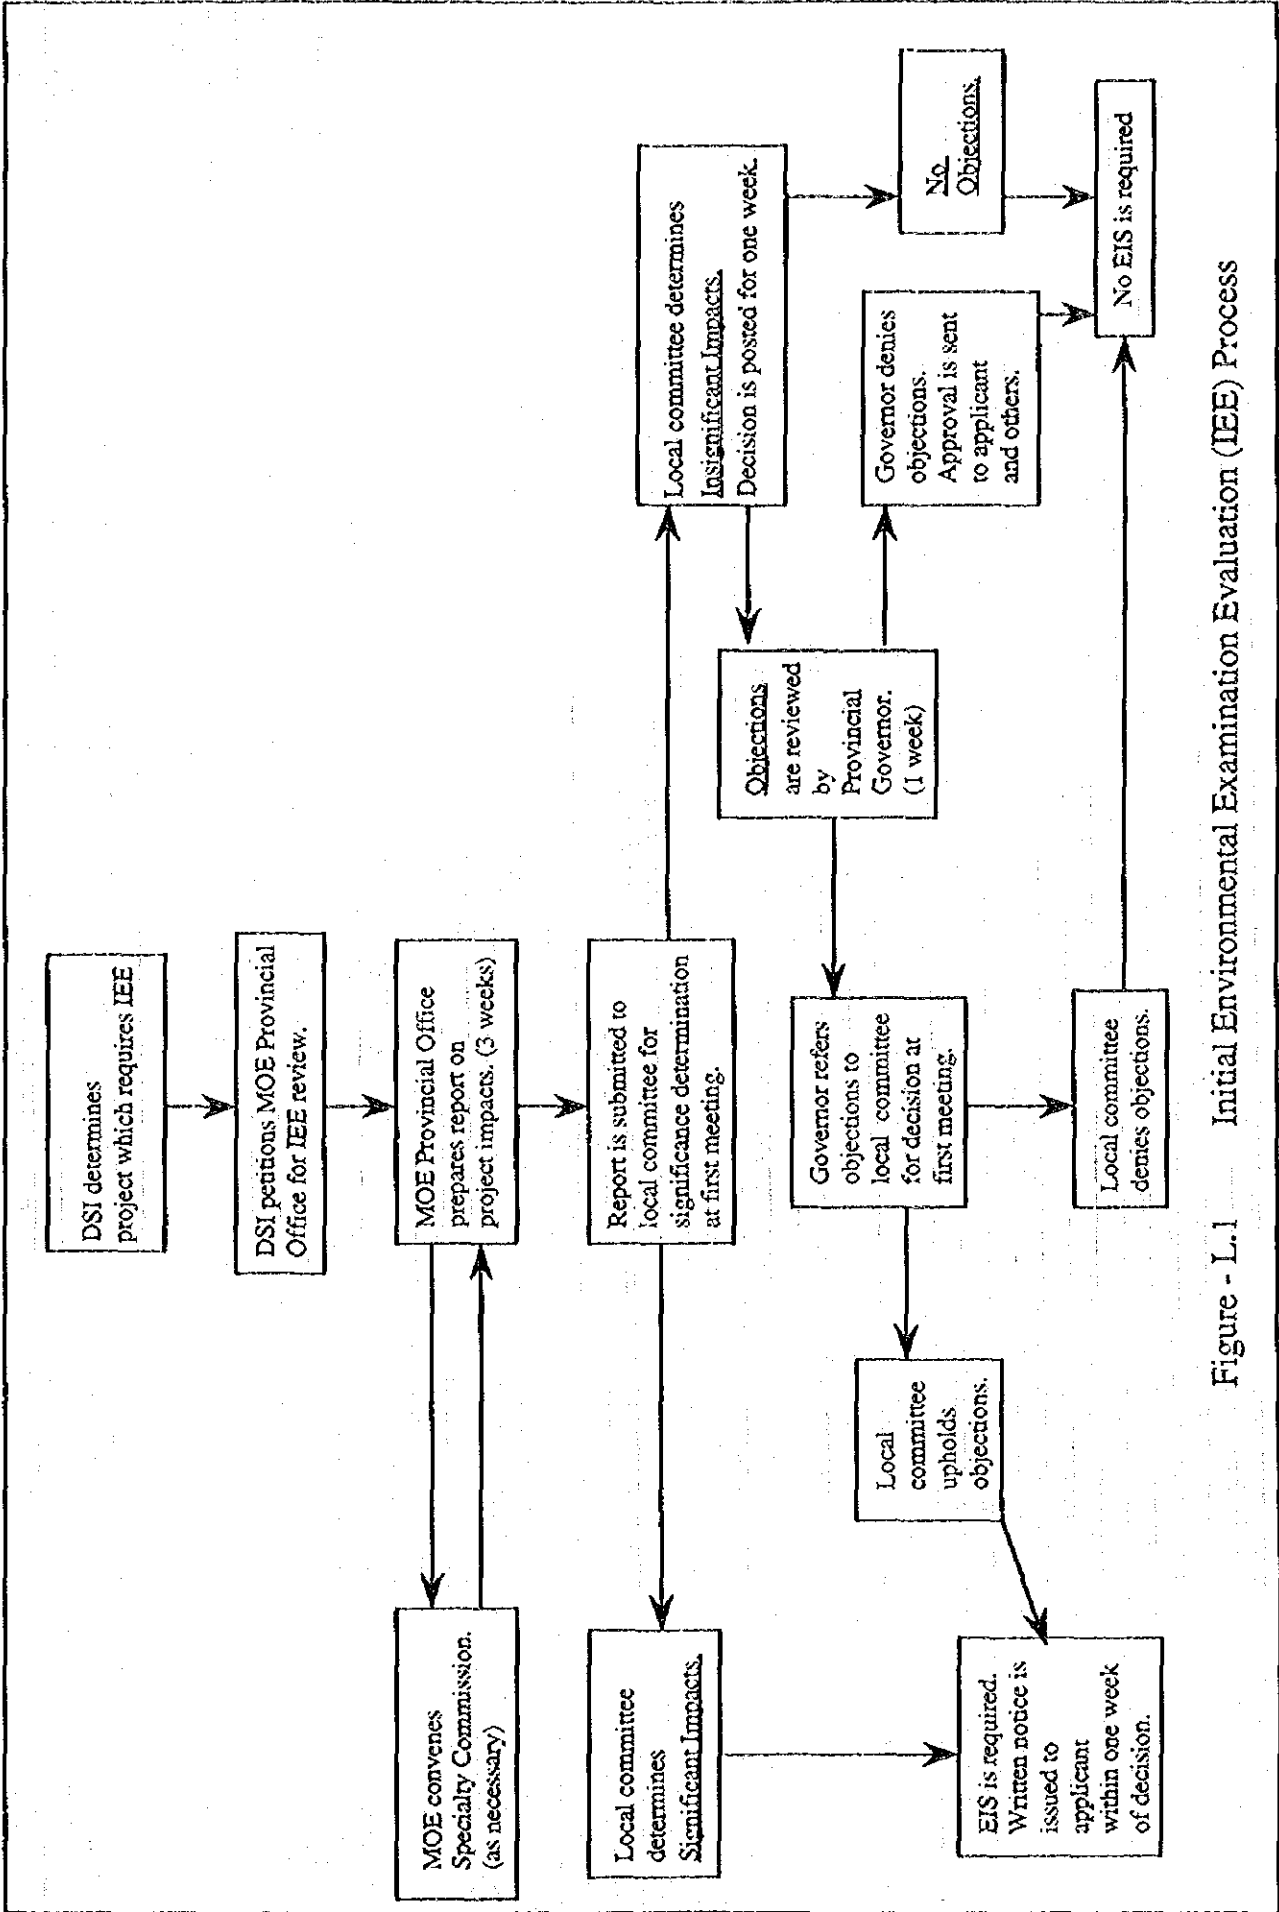 DSI determines
project which requires IEE
DSI petitions MOE Provincial
Office for IEE review.
MOE convenes
Specialty Commission.
(as necessary)
MOE Provincial Office
prepares report on
project impacts. (3 weeks)
Local committee
determines
Significant Impacts.
Report is submitted to
local committee for
significance determination
at first meeting.
Local committee determines
Insignificant Impacts.
Decision is posted for one week.
Objections
are reviewed
by
Provincial
Governor.
(1 week)
No
Objections.
Governor refers
objections to
local committee
for decision at
first meeting.
Governor denies
objections.
Approval is sent
to applicant
and others.
Local
committee
upholds
objections.
EIS is required.
Written notice is
issued to
applicant
within one week
of decision.
Local committee
denies objections.
No EIS is required
Figure - L.1 Initial Environmental Examination Evaluation (IEE) Process